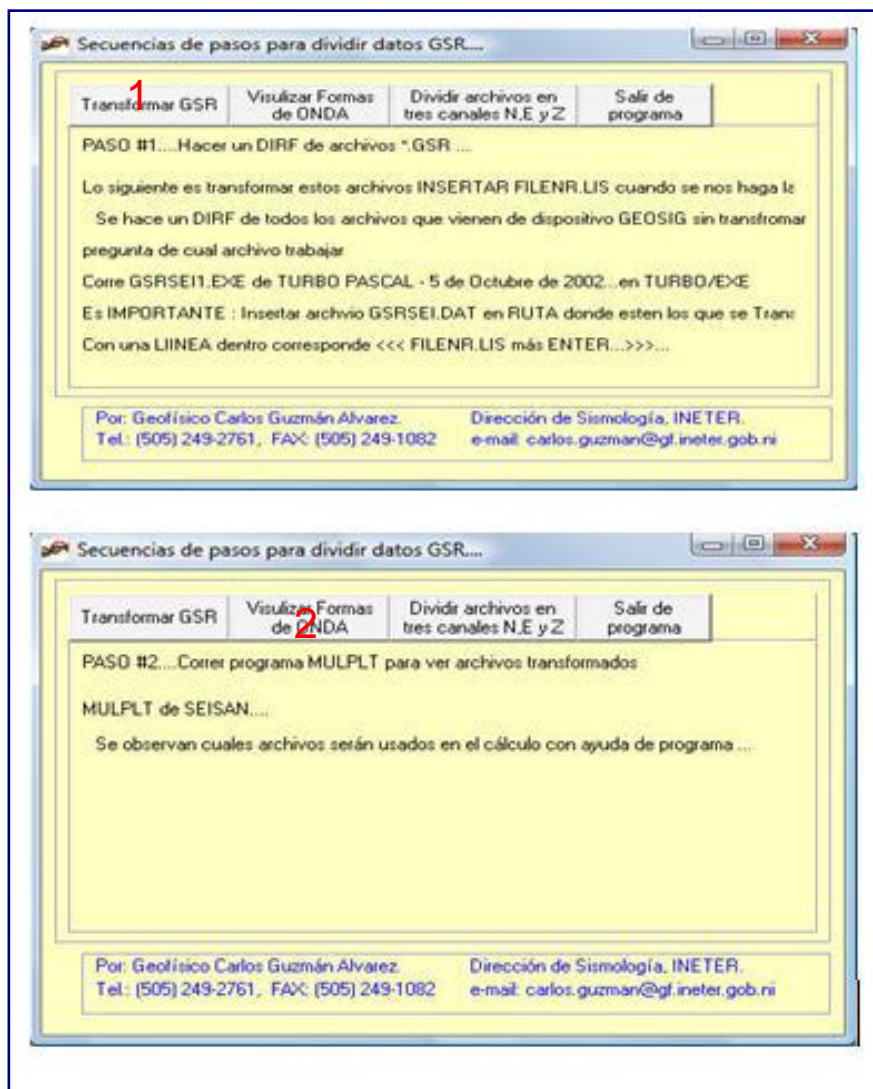 Secuencias de pasos para dividir datos GSR....
1
Transformar GSR
Visulizar Formas de ONDA
Dividir archivos en tres canales N,E y Z
Salir de programa
PASO #1....Hacer un DIRF de archivos *.GSR ...
Lo siguiente es transformar estos archivos INSERTAR FILENR.LIS cuando se nos haga la
Se hace un DIRF de todos los archivos que vienen de dispositivo GEOSIG sin transfromar
pregunta de cual archivo trabajar
Corre GSRSEI1.EXE de TURBO PASCAL - 5 de Octubre de 2002...en TURBO/EXE
Es IMPORTANTE : Insertar archvio GSRSEI.DAT en RUTA donde esten los que se Trans
Con una LIINEA dentro corresponde <<< FILENR.LIS más ENTER...>>>...
Por: Geofísico Carlos Guzmán Alvarez. Dirección de Sismología, INETER.
Tel.: (505) 249-2761, FAX: (505) 249-1082 e-mail: carlos.guzman@gf.ineter.gob.ni
Secuencias de pasos para dividir datos GSR....
Transformar GSR
Visulizar Formas de ONDA
2
Dividir archivos en tres canales N,E y Z
Salir de programa
PASO #2....Correr programa MULPLT para ver archivos transformados
MULPLT de SEISAN....
Se observan cuales archivos serán usados en el cálculo con ayuda de programa ...
Por: Geofísico Carlos Guzmán Alvarez. Dirección de Sismología, INETER.
Tel.: (505) 249-2761, FAX: (505) 249-1082 e-mail: carlos.guzman@gf.ineter.gob.ni